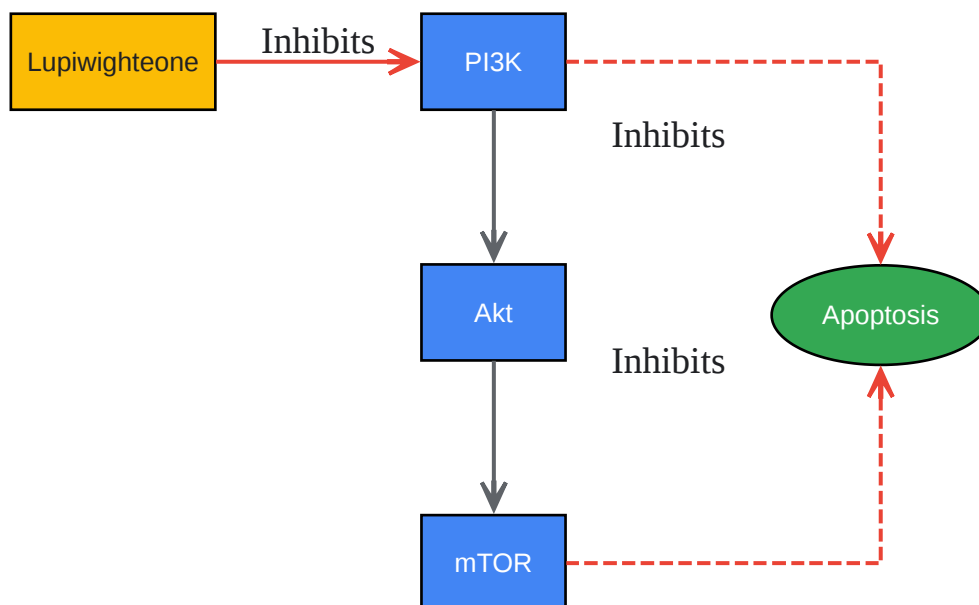 Lupiwighteone
Inhibits
PI3K
Inhibits
Akt
Apoptosis
Inhibits
mTOR